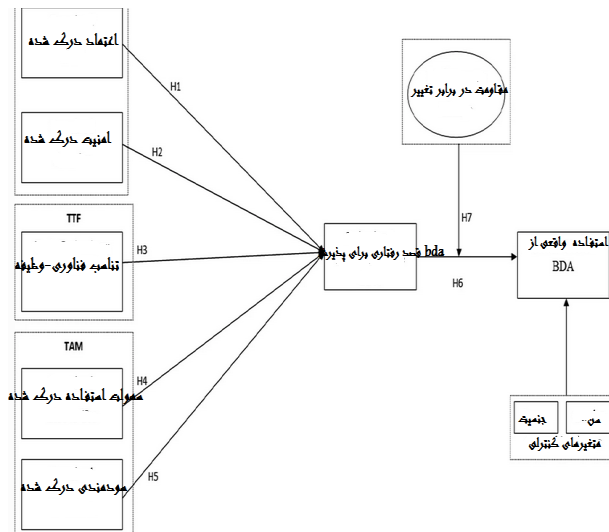 اعتماد درک شده
امنیت درک شده
TTF
تناسب فناوری-وظیفه
TAM
سهولت استفاده درک شده
سودمندی درک شده
H1
H2
H3
H4
H5
قصد رفتاری برای پذیرش bda
مقاومت در برابر تغییر
H7
H6
استفاده واقعی از
BDA
جنسیت
سن
متغیرهای کنترلی